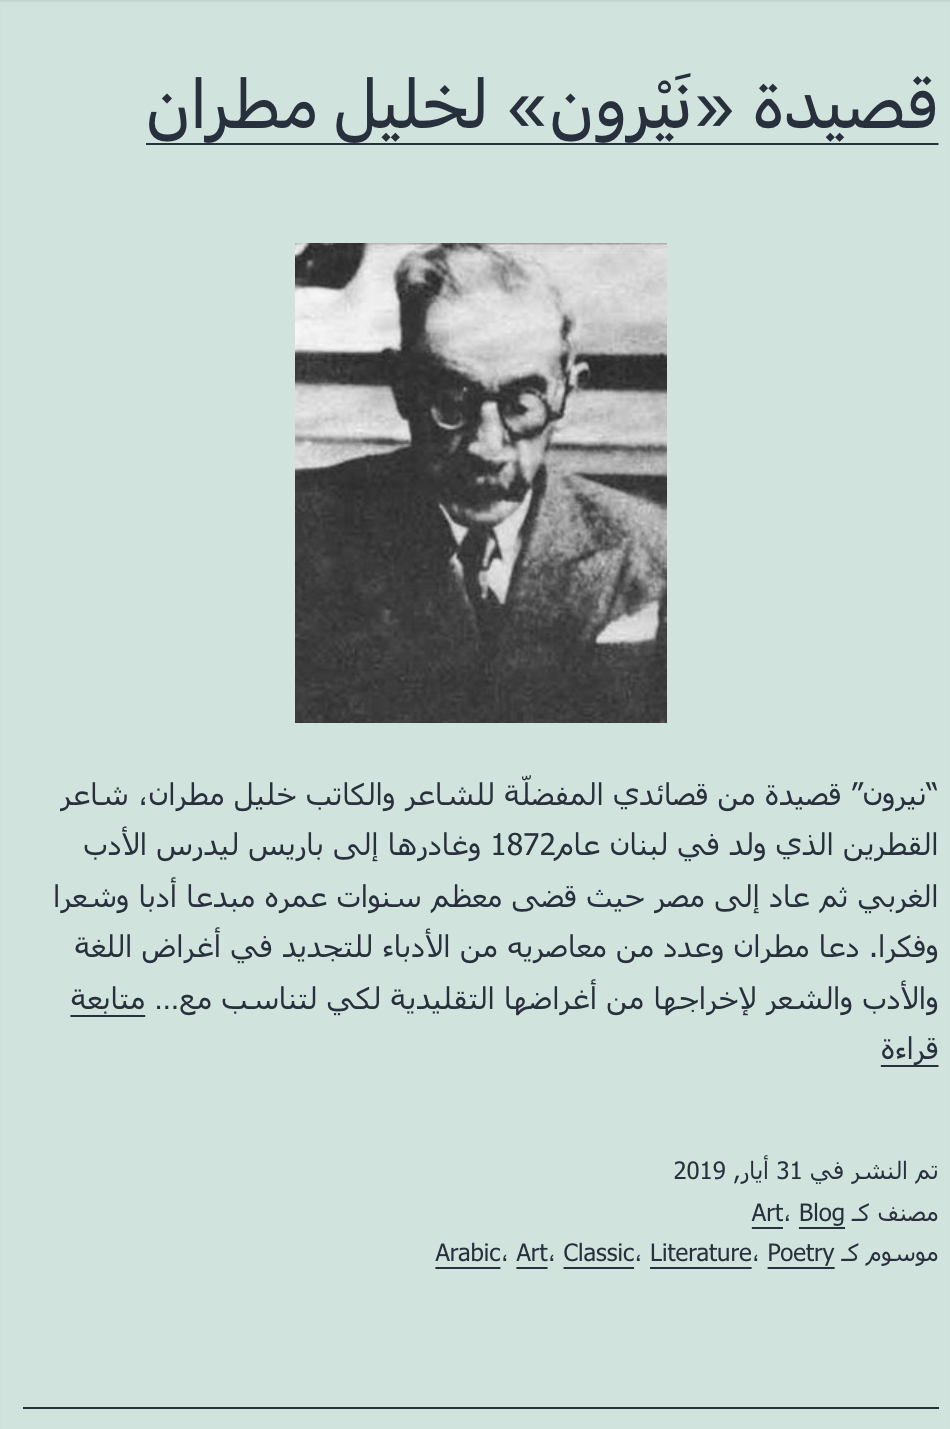 قصيدة «نَيْرون» لخليل مطران
“نيرون” قصيدة من قصائدي المفضلّة للشاعر والكاتب خليل مطران، شاعر
القطرين الذي ولد في لبنان عام1872 وغادرها إلى باريس ليدرس الأدب
الغربي ثم عاد إلى مصر حيث قضى معظم سنوات عمره مبدعا أدبا وشعرا
وفكرا. دعا مطران وعدد من معاصريه من الأدباء للتجديد في أغراض اللغة
والأدب والشعر لإخراجها من أغراضها التقليدية لكي لتناسب مع… متابعة
قراءة
تم النشر في 31 أيار, 2019
مصنف كـ Art، Blog
موسوم كـ Arabic، Art، Classic، Literature، Poetry